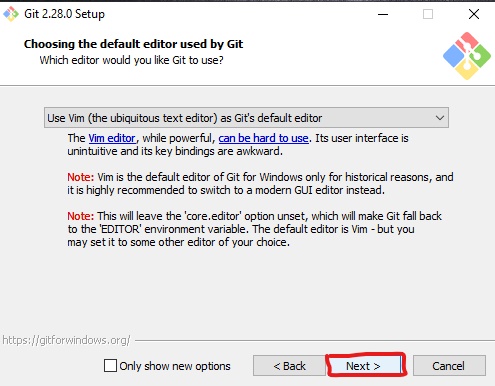 Git 2.28.0 Setup
Choosing the default editor used by Git
Which editor would you like Git to use?
Use Vim (the ubiquitous text editor) as Git's default editor
The Vim editor, while powerful, can be hard to use. Its user interface is
unintuitive and its key bindings are awkward.
Note: Vim is the default editor of Git for Windows only for historical reasons, and
it is highly recommended to switch to a modern GUI editor instead.
Note: This will leave the 'core.editor' option unset, which will make Git fall back
to the 'EDITOR' environment variable. The default editor is Vim - but you
may set it to some other editor of your choice.
https://gitforwindows.org/
Only show new options
< Back
Next >
Cancel